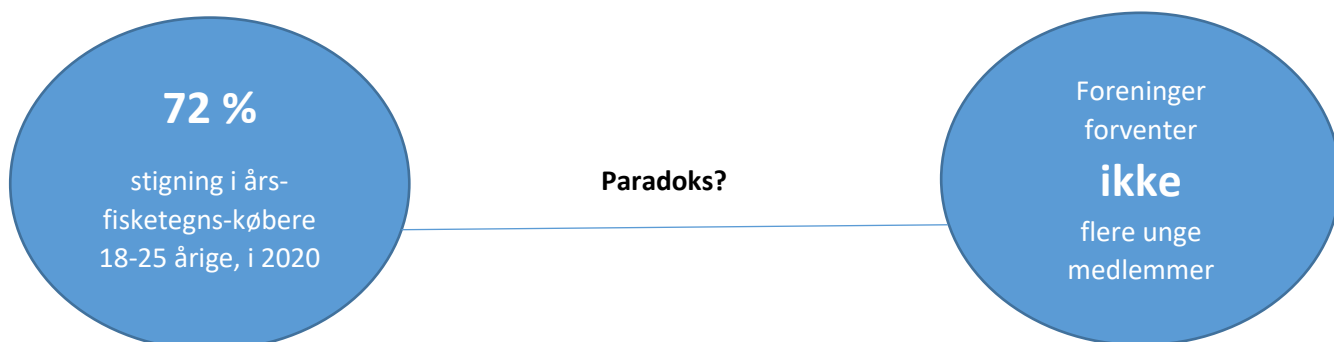 72 %
stigning i års-
fisketegns-købere
18-25 årige, i 2020
Paradoks?
Foreninger
forventer
ikke
flere unge
medlemmer